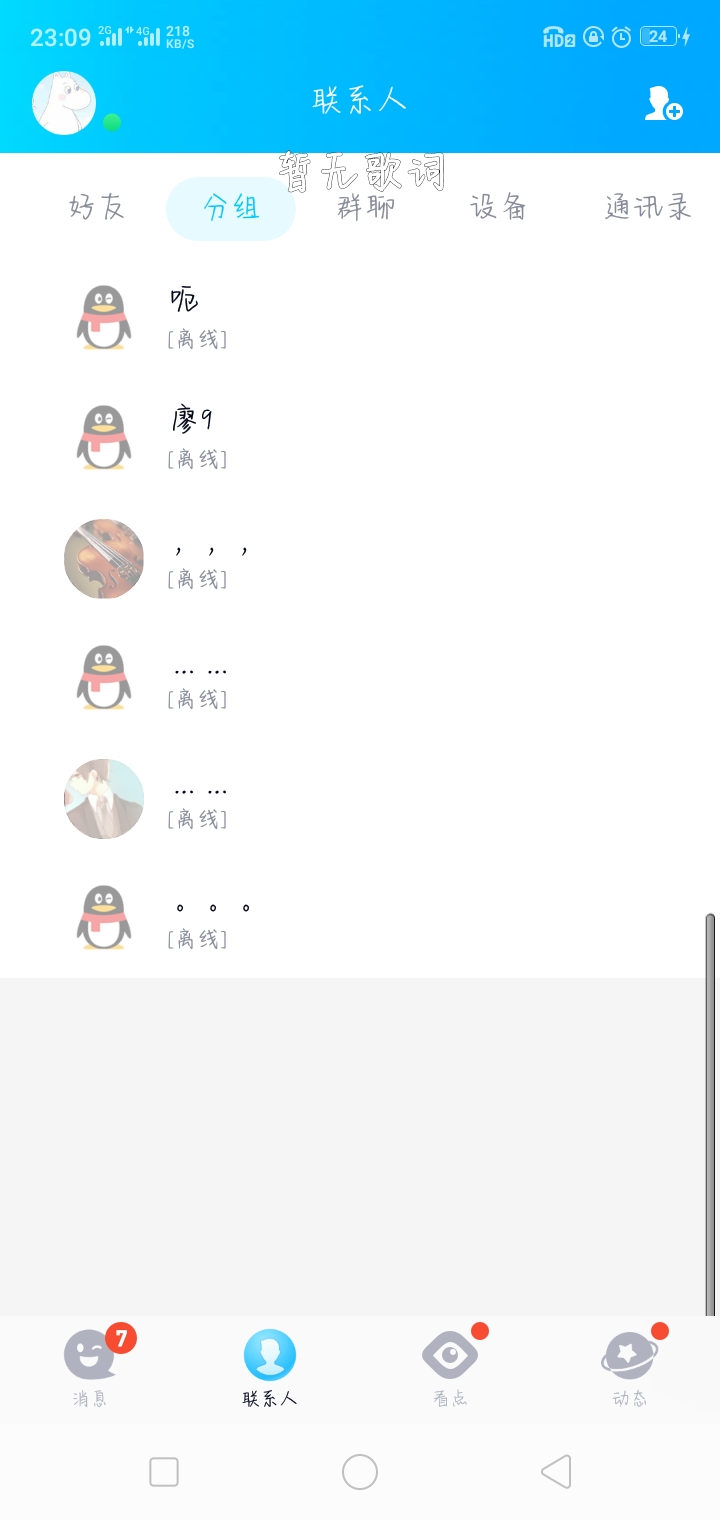 23:09 2G 4G 218 KB/S HD2 24
联系人
暂无歌词
好友 分组 群聊 设备 通讯录
呃
[离线]
廖9
[离线]
，，，
[离线]
……
[离线]
……
[离线]
。。。
[离线]
7
消息 联系人 看点 动态